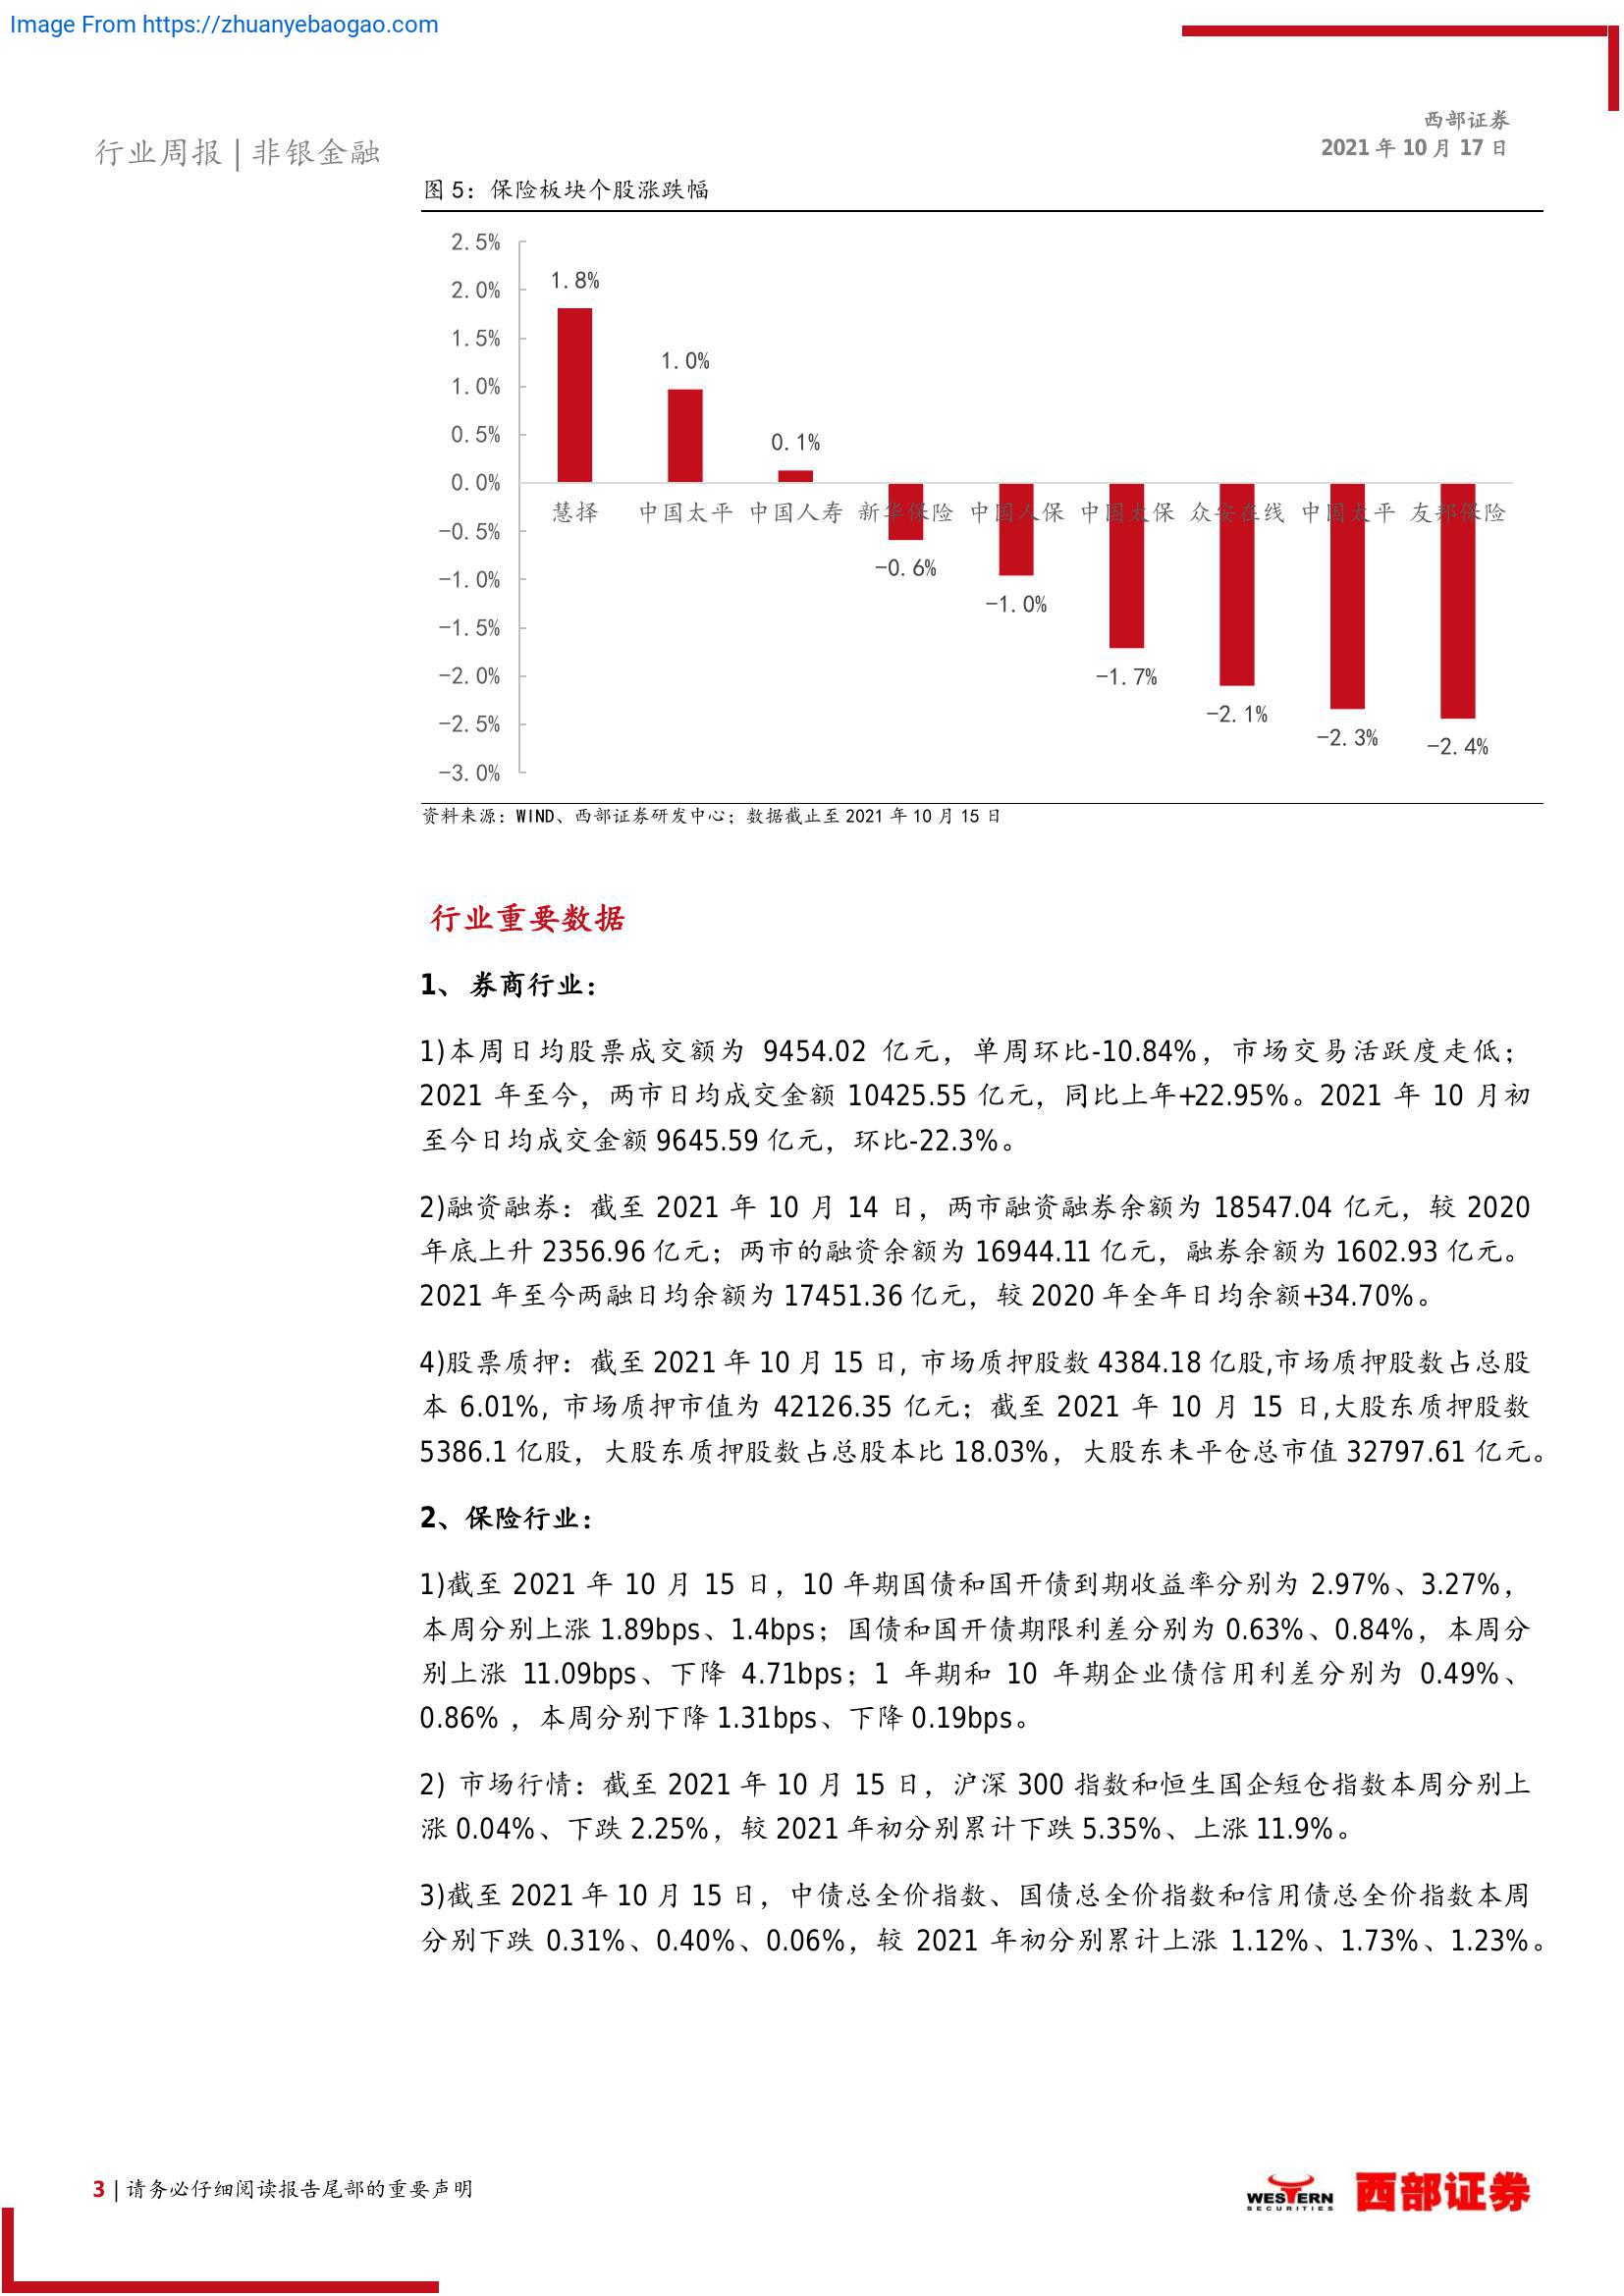 Image From https://zhuanyebaogao.com
西部证券
2021 年 10 月 17 日
行业周报 | 非银金融
图 5：保险板块个股涨跌幅
2.5%
2.0%
1.5%
1.0%
0.5%
0.0%
-0.5%
-1.0%
-1.5%
-2.0%
-2.5%
-3.0%
1.8%
1.0%
0.1%
-0.6%
-1.0%
-1.7%
-2.1%
-2.3%
-2.4%
慧择 中国太平 中国人寿 新华保险 中国人保 中国太保 众安在线 中国太平 友邦保险
资料来源：WIND、西部证券研发中心；数据截止至 2021 年 10 月 15 日
行业重要数据
1、 券商行业：
1)本周日均股票成交额为 9454.02 亿元，单周环比-10.84%，市场交易活跃度走低；
2021 年至今，两市日均成交金额 10425.55 亿元，同比上年+22.95%。2021 年 10 月初
至今日均成交金额 9645.59 亿元，环比-22.3%。
2)融资融券：截至 2021 年 10 月 14 日，两市融资融券余额为 18547.04 亿元，较 2020
年底上升 2356.96 亿元；两市的融资余额为 16944.11 亿元，融券余额为 1602.93 亿元。
2021 年至今两融日均余额为 17451.36 亿元，较 2020 年全年日均余额+34.70%。
4)股票质押：截至 2021 年 10 月 15 日, 市场质押股数 4384.18 亿股,市场质押股数占总股
本 6.01%, 市场质押市值为 42126.35 亿元；截至 2021 年 10 月 15 日,大股东质押股数
5386.1 亿股，大股东质押股数占总股本比 18.03%，大股东未平仓总市值 32797.61 亿元。
2、保险行业：
1)截至 2021 年 10 月 15 日，10 年期国债和国开债到期收益率分别为 2.97%、3.27%，
本周分别上涨 1.89bps、1.4bps；国债和国开债期限利差分别为 0.63%、0.84%，本周分
别上涨 11.09bps、下降 4.71bps；1 年期和 10 年期企业债信用利差分别为 0.49%、
0.86% ，本周分别下降 1.31bps、下降 0.19bps。
2) 市场行情：截至 2021 年 10 月 15 日，沪深 300 指数和恒生国企短仓指数本周分别上
涨 0.04%、下跌 2.25%，较 2021 年初分别累计下跌 5.35%、上涨 11.9%。
3)截至 2021 年 10 月 15 日，中债总全价指数、国债总全价指数和信用债总全价指数本周
分别下跌 0.31%、0.40%、0.06%，较 2021 年初分别累计上涨 1.12%、1.73%、1.23%。
3 | 请务必仔细阅读报告尾部的重要声明
WESTERN
SECURITIES
西部证券